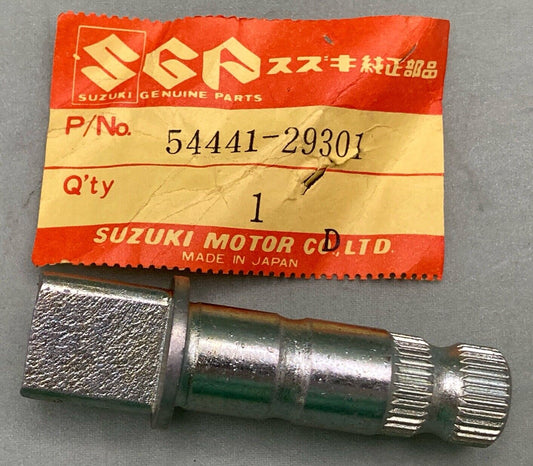 SGP スズキ純正部品
SUZUKI GENUINE PARTS
P/No. 54441-29301
Q'ty 1
D
SUZUKI MOTOR CO.,LTD.
MADE IN JAPAN